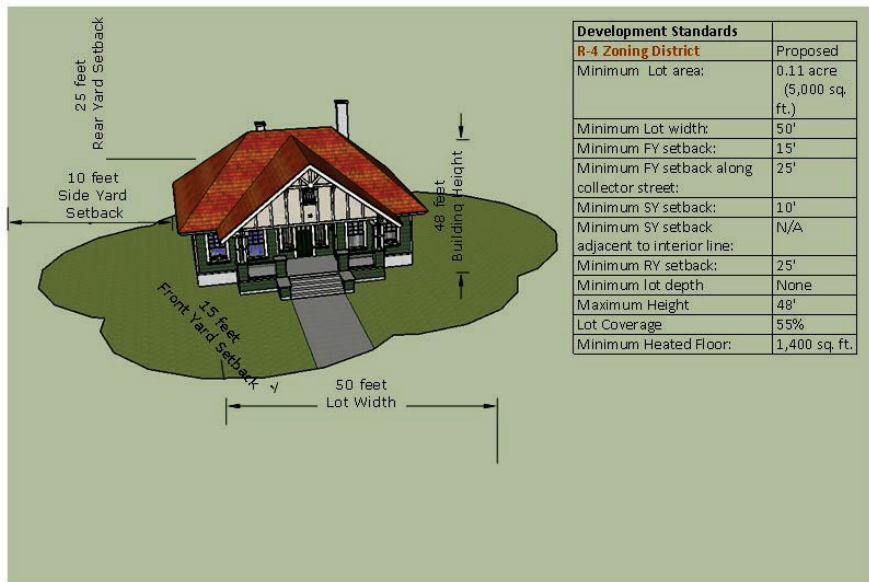 25 feet
Rear Yard Setback
10 feet
Side Yard
Setback
48 feet
Building Height
15 feet
Front Yard Setback
50 feet
Lot Width
Development Standards
R-4 Zoning District Proposed
Minimum Lot area: 0.11 acre
(5,000 sq.
ft.)
Minimum Lot width: 50'
Minimum FY setback: 15'
Minimum FY setback along 25'
collector street:
Minimum SY setback: 10'
Minimum SY setback N/A
adjacent to interior line:
Minimum RY setback: 25'
Minimum lot depth None
Maximum Height 48'
Lot Coverage 55%
Minimum Heated Floor: 1,400 sq. ft.